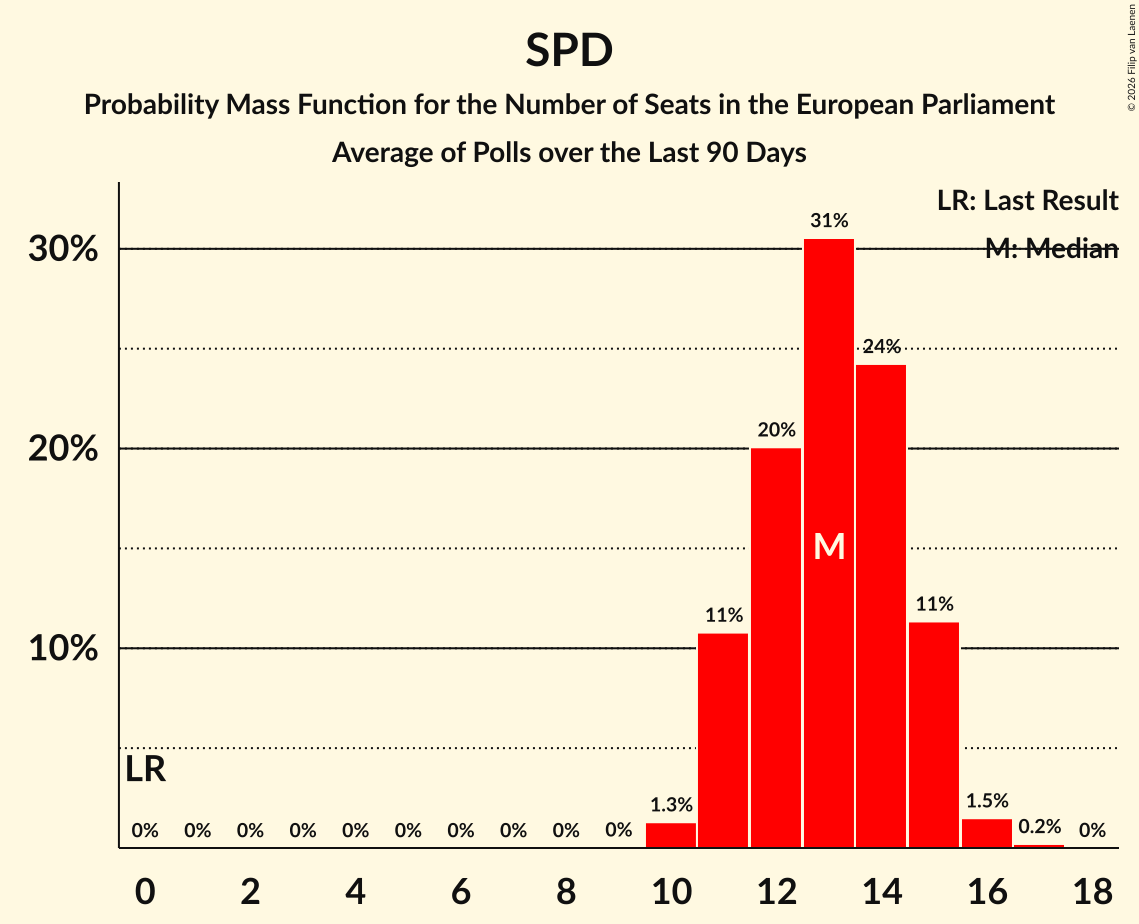 SPD
Probability Mass Function for the Number of Seats in the European Parliament
Average of Polls over the Last 90 Days
© 2026 Filip van Laenen
LR: Last Result
M: Median
30%
20%
10%
31%
24%
20%
M
11%
11%
LR
0% 0% 0% 0% 0% 0% 0% 0% 0% 0% 1.3% 1.5% 0.2% 0%
0 2 4 6 8 10 12 14 16 18